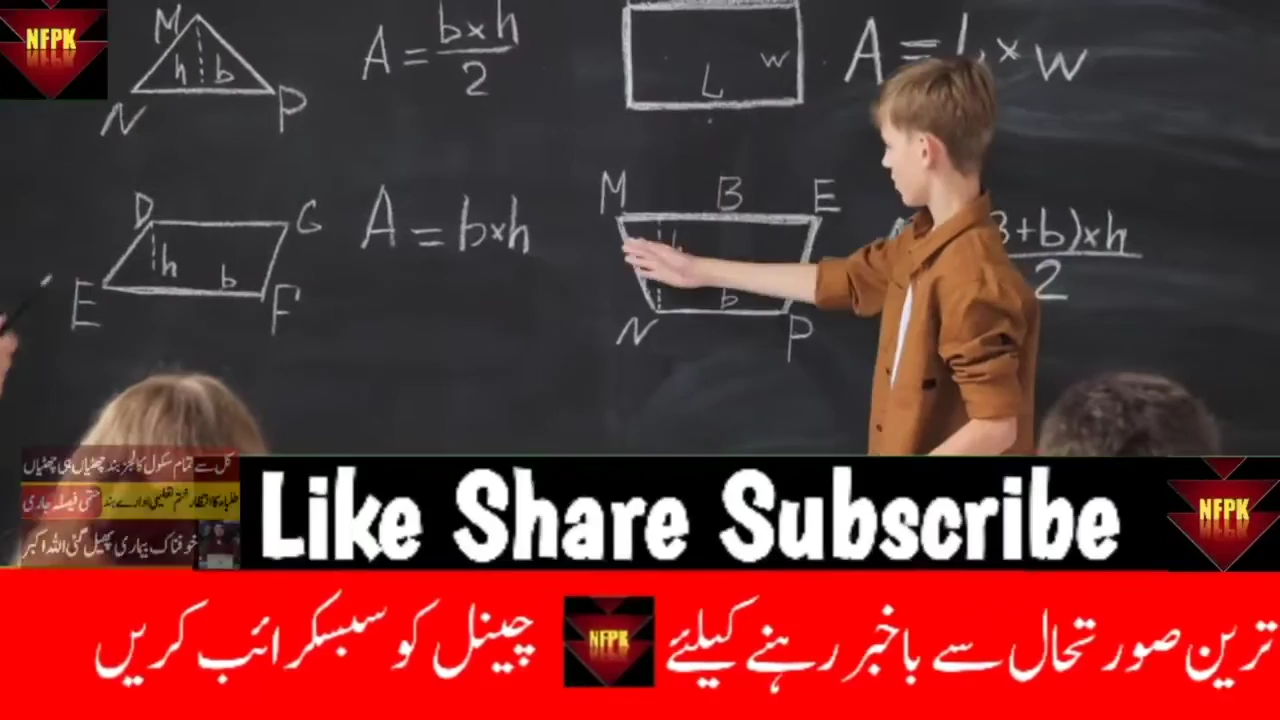 NFPK
M
h b
N P
A = b×h / 2
W
L
A = L × W
D G
h
b
E F
A = b×h
M B E
h
b
N P
3+b)×h / 2
کل سے تمام سکول کالجز بند چھٹیاں ہی چھٹیاں
طلباء کا انتظار ختم تعلیمی ادارے بند حتمی فیصلہ جاری
خوفناک بیماری پھیل گئی اللہ اکبر
Like Share Subscribe
NFPK
ترین صورتحال سے باخبر رہنے کیلئے NFPK چینل کو سبسکرائب کریں